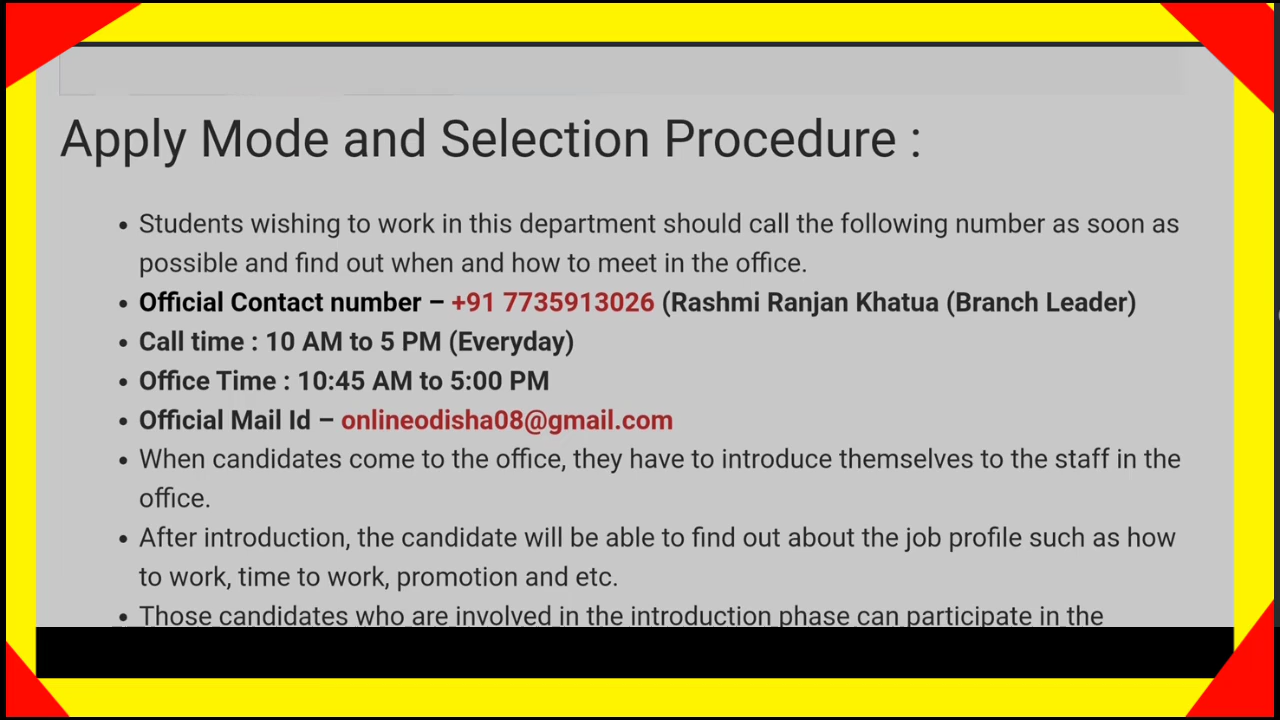 Apply Mode and Selection Procedure :
• Students wishing to work in this department should call the following number as soon as
possible and find out when and how to meet in the office.
• Official Contact number – +91 7735913026 (Rashmi Ranjan Khatua (Branch Leader)
• Call time : 10 AM to 5 PM (Everyday)
• Office Time : 10:45 AM to 5:00 PM
• Official Mail Id – onlineodisha08@gmail.com
• When candidates come to the office, they have to introduce themselves to the staff in the
office.
• After introduction, the candidate will be able to find out about the job profile such as how
to work, time to work, promotion and etc.
• Those candidates who are involved in the introduction phase can participate in the